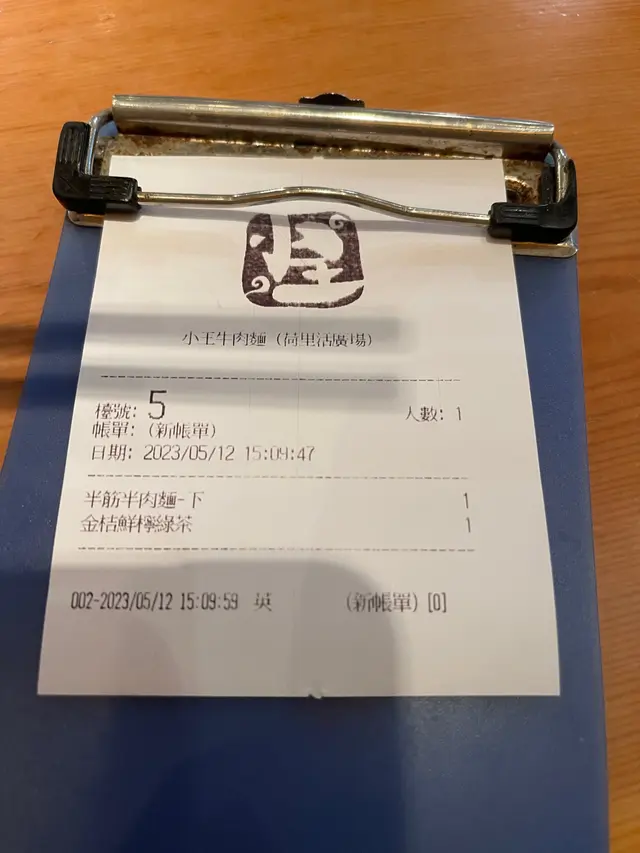 小王牛肉麵 (荷里活廣場)
檯號: 5 人數: 1
帳單: (新帳單)
日期: 2023/05/12 15:09:47
半筋半肉麵-下 1
金桔鮮檸綠茶 1
002-2023/05/12 15:09:59 英 (新帳單) [0]